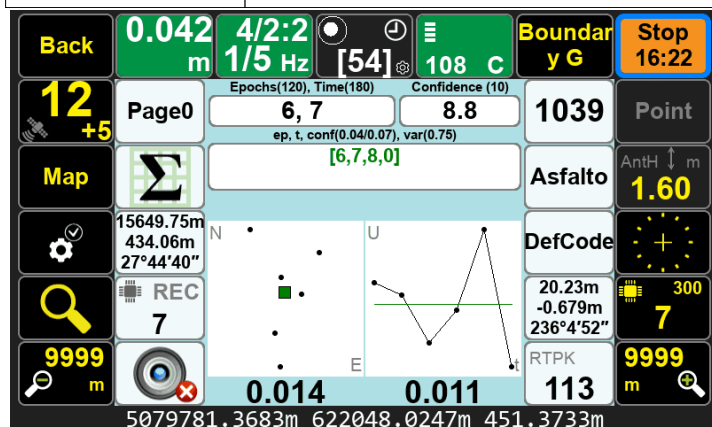 Back
0.042
m
4/2:2
1/5 Hz
[54]
108 C
Boundar
y G
Stop
16:22
12
+5
Page0
Epochs(120), Time(180)
6, 7
Confidence (10)
8.8
1039
Point
ep, t, conf(0.04/0.07), var(0.75)
[6,7,8,0]
Map
Σ
Asfalto
AntH m
1.60
15649.75m
434.06m
27°44′40″
N
U
DefCode
REC
7
20.23m
-0.679m
236°4′52″
300
7
9999
m
E
t
RTPK
113
9999
m
0.014
0.011
5079781.3683m 622048.0247m 451.3733m